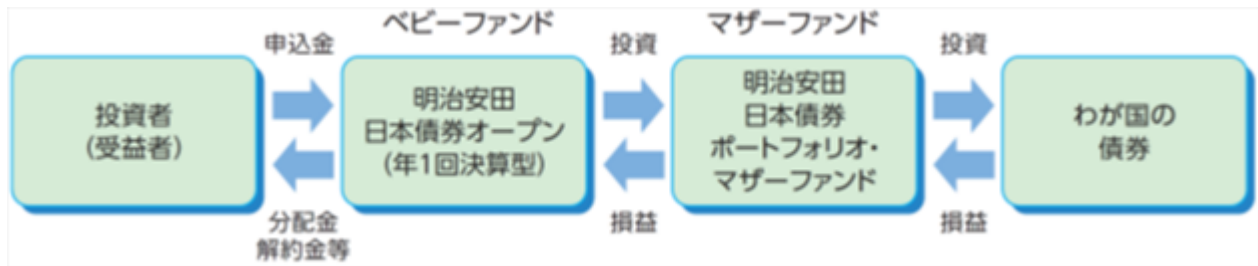 ベビーファンド
マザーファンド
申込金
投資
投資
投資者
(受益者)
明治安田
日本債券オープン
(年1回決算型)
明治安田
日本債券
ポートフォリオ・
マザーファンド
わが国の
債券
分配金
解約金等
損益
損益